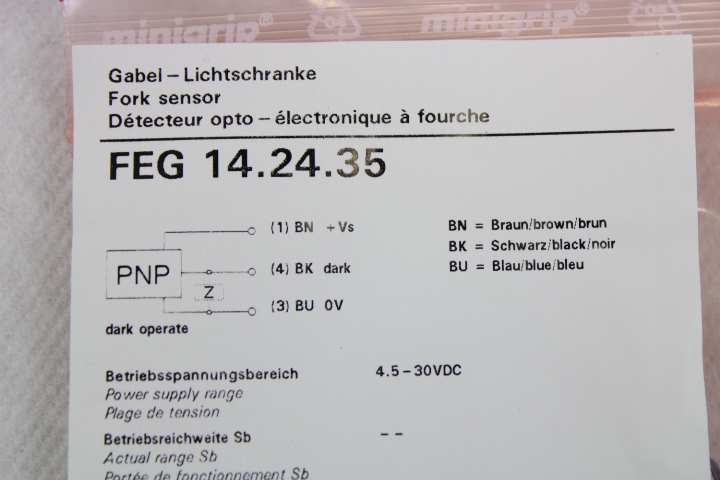 minigrip® minigrip®
Gabel – Lichtschranke
Fork sensor
Détecteur opto – électronique à fourche
FEG 14.24.35
(1) BN +Vs
BN = Braun/brown/brun
PNP
(4) BK dark
BK = Schwarz/black/noir
Z
BU = Blau/blue/bleu
(3) BU 0V
dark operate
Betriebsspannungsbereich 4.5 – 30VDC
Power supply range
Plage de tension
Betriebsreichweite Sb – –
Actual range Sb
Portée de fonctionnement Sb